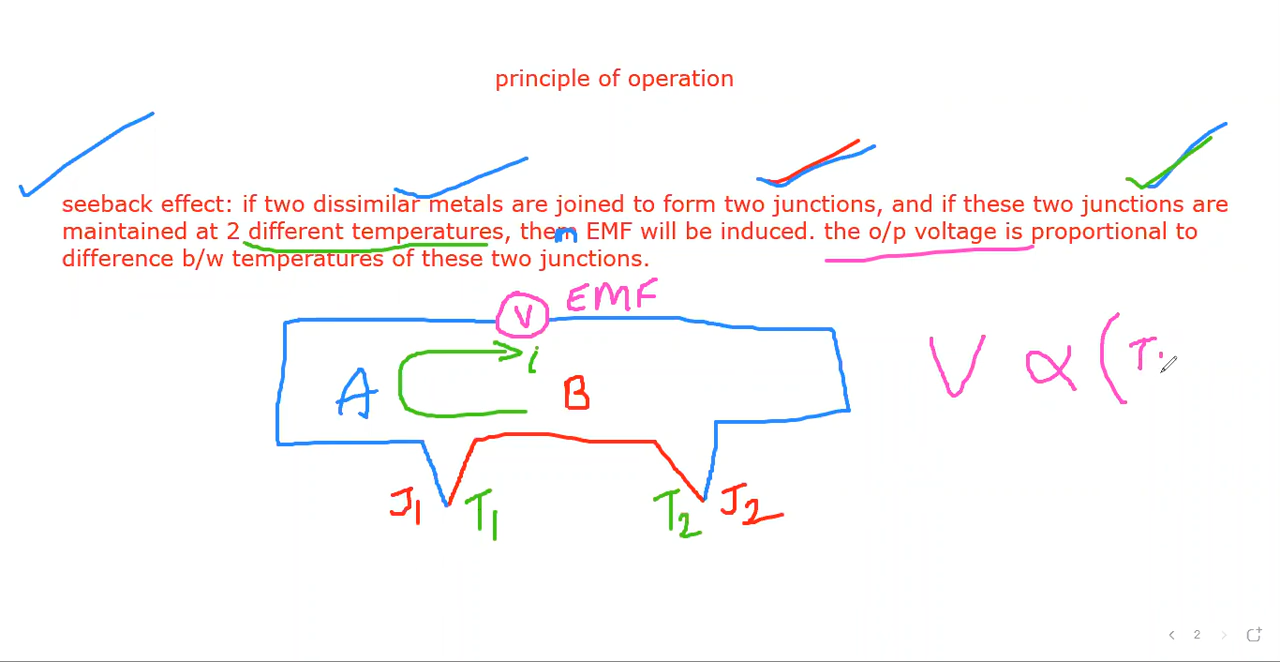 principle of operation
seeback effect: if two dissimilar metals are joined to form two junctions, and if these two junctions are
maintained at 2 different temperatures, then EMF will be induced. the o/p voltage is proportional to
difference b/w temperatures of these two junctions.
V EMF
A i B
V ∝ (T
J1 T1 T2 J2
2